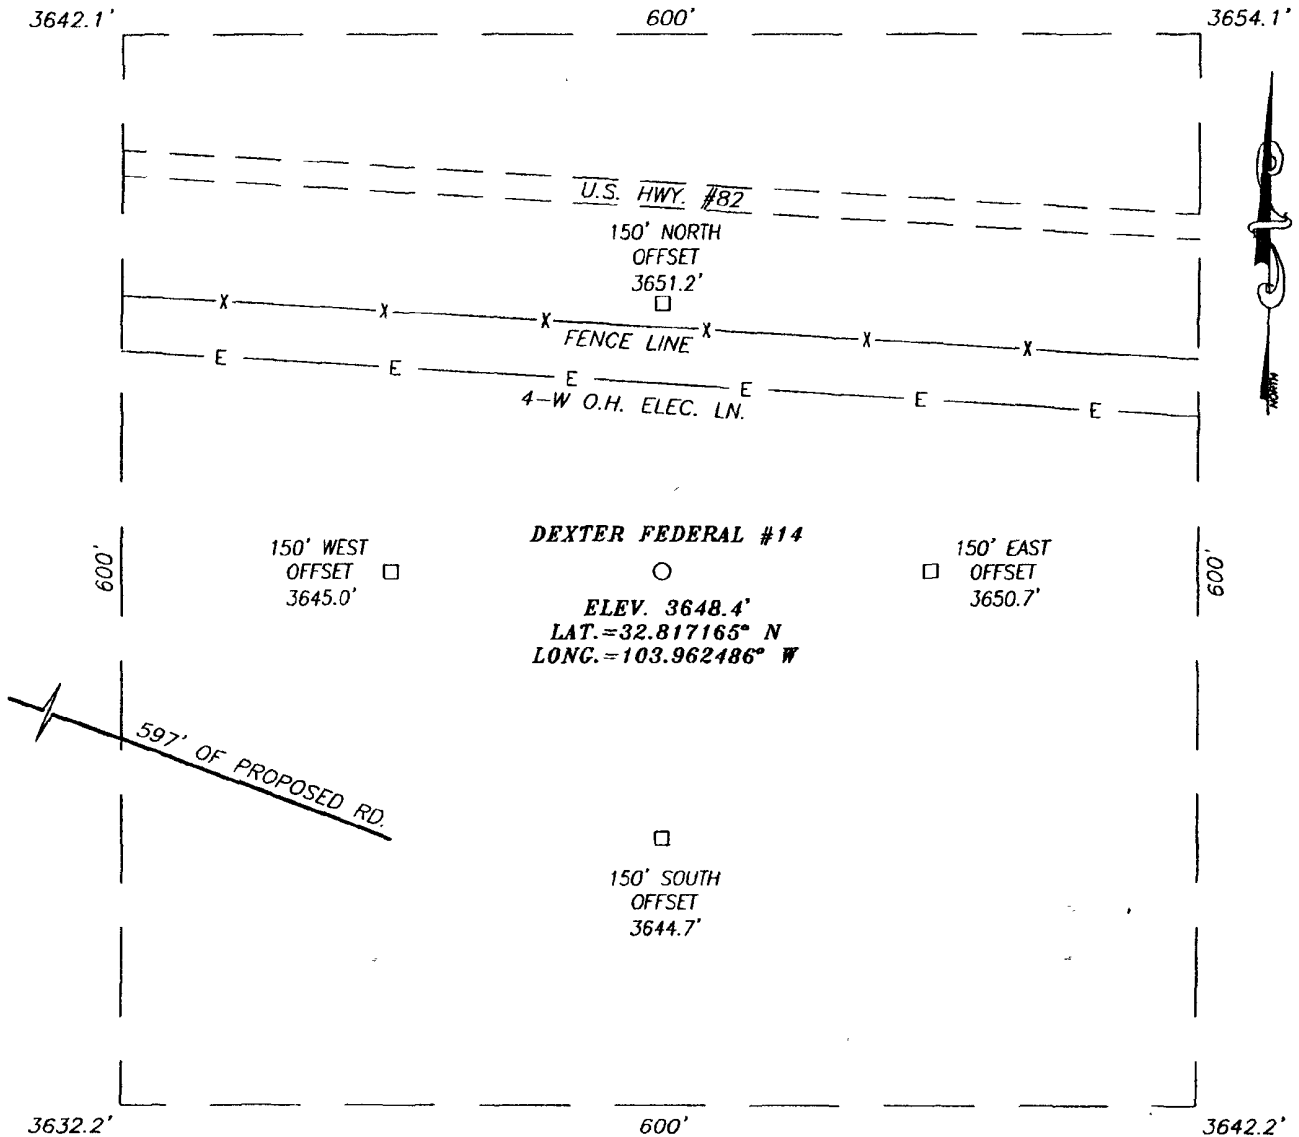 3642.1'
600'
3654.1'
U.S. HWY. #82
150' NORTH
OFFSET
3651.2'
X X X X X X
FENCE LINE
E E E E E E
4-W O.H. ELEC. LN.
NORTH
DEXTER FEDERAL #14
150' WEST
OFFSET
3645.0'
150' EAST
OFFSET
3650.7'
600'
600'
ELEV. 3648.4'
LAT.=32.817165° N
LONG.=103.962486° W
597' OF PROPOSED RD.
150' SOUTH
OFFSET
3644.7'
3632.2'
600'
3642.2'